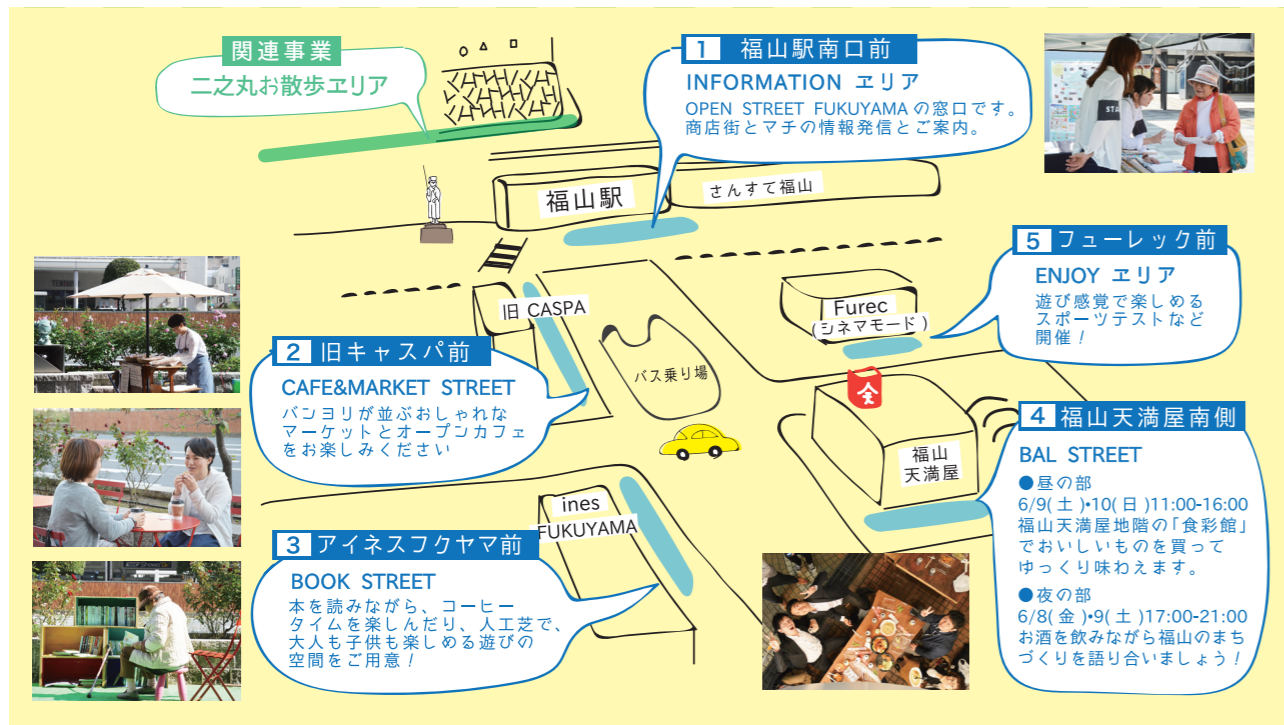 関連事業
二之丸お散歩ヱリア
1 福山駅南口前
INFORMATION ヱリア
OPEN STREET FUKUYAMAの窓口です。
商店街とマチの情報発信とご案内。
福山駅
さんすて福山
5 フューレック前
ENJOY ヱリア
遊び感覚で楽しめる
スポーツテストなど
開催！
旧 CASPA
Furec
(シネマモード)
バス乗り場
2 旧キャスパ前
CAFE&MARKET STREET
バンヨリが並ぶおしゃれな
マーケットとオープンカフェ
をお楽しみください
福山
天満屋
4 福山天満屋南側
BAL STREET
●昼の部
6/9(土)•10(日)11:00-16:00
福山天満屋地階の「食彩館」
でおいしいものを買って
ゆっくり味わえます。
●夜の部
6/8(金)•9(土)17:00-21:00
お酒を飲みながら福山のまち
づくりを語り合いましょう！
ines
FUKUYAMA
3 アイネスフクヤマ前
BOOK STREET
本を読みながら、コーヒー
タイムを楽しんだり、人工芝で、
大人も子供も楽しめる遊びの
空間をご用意！